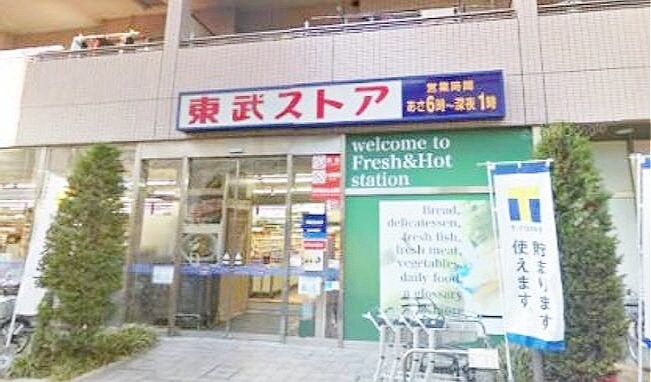 東武ストア
営業時間
あさ6時~深夜1時
welcome to
Fresh&Hot
station
Bread,
delicatessen,
fresh fish,
fresh meat,
vegetables
daily food
a glossary
& more
T
貯まります
使えます